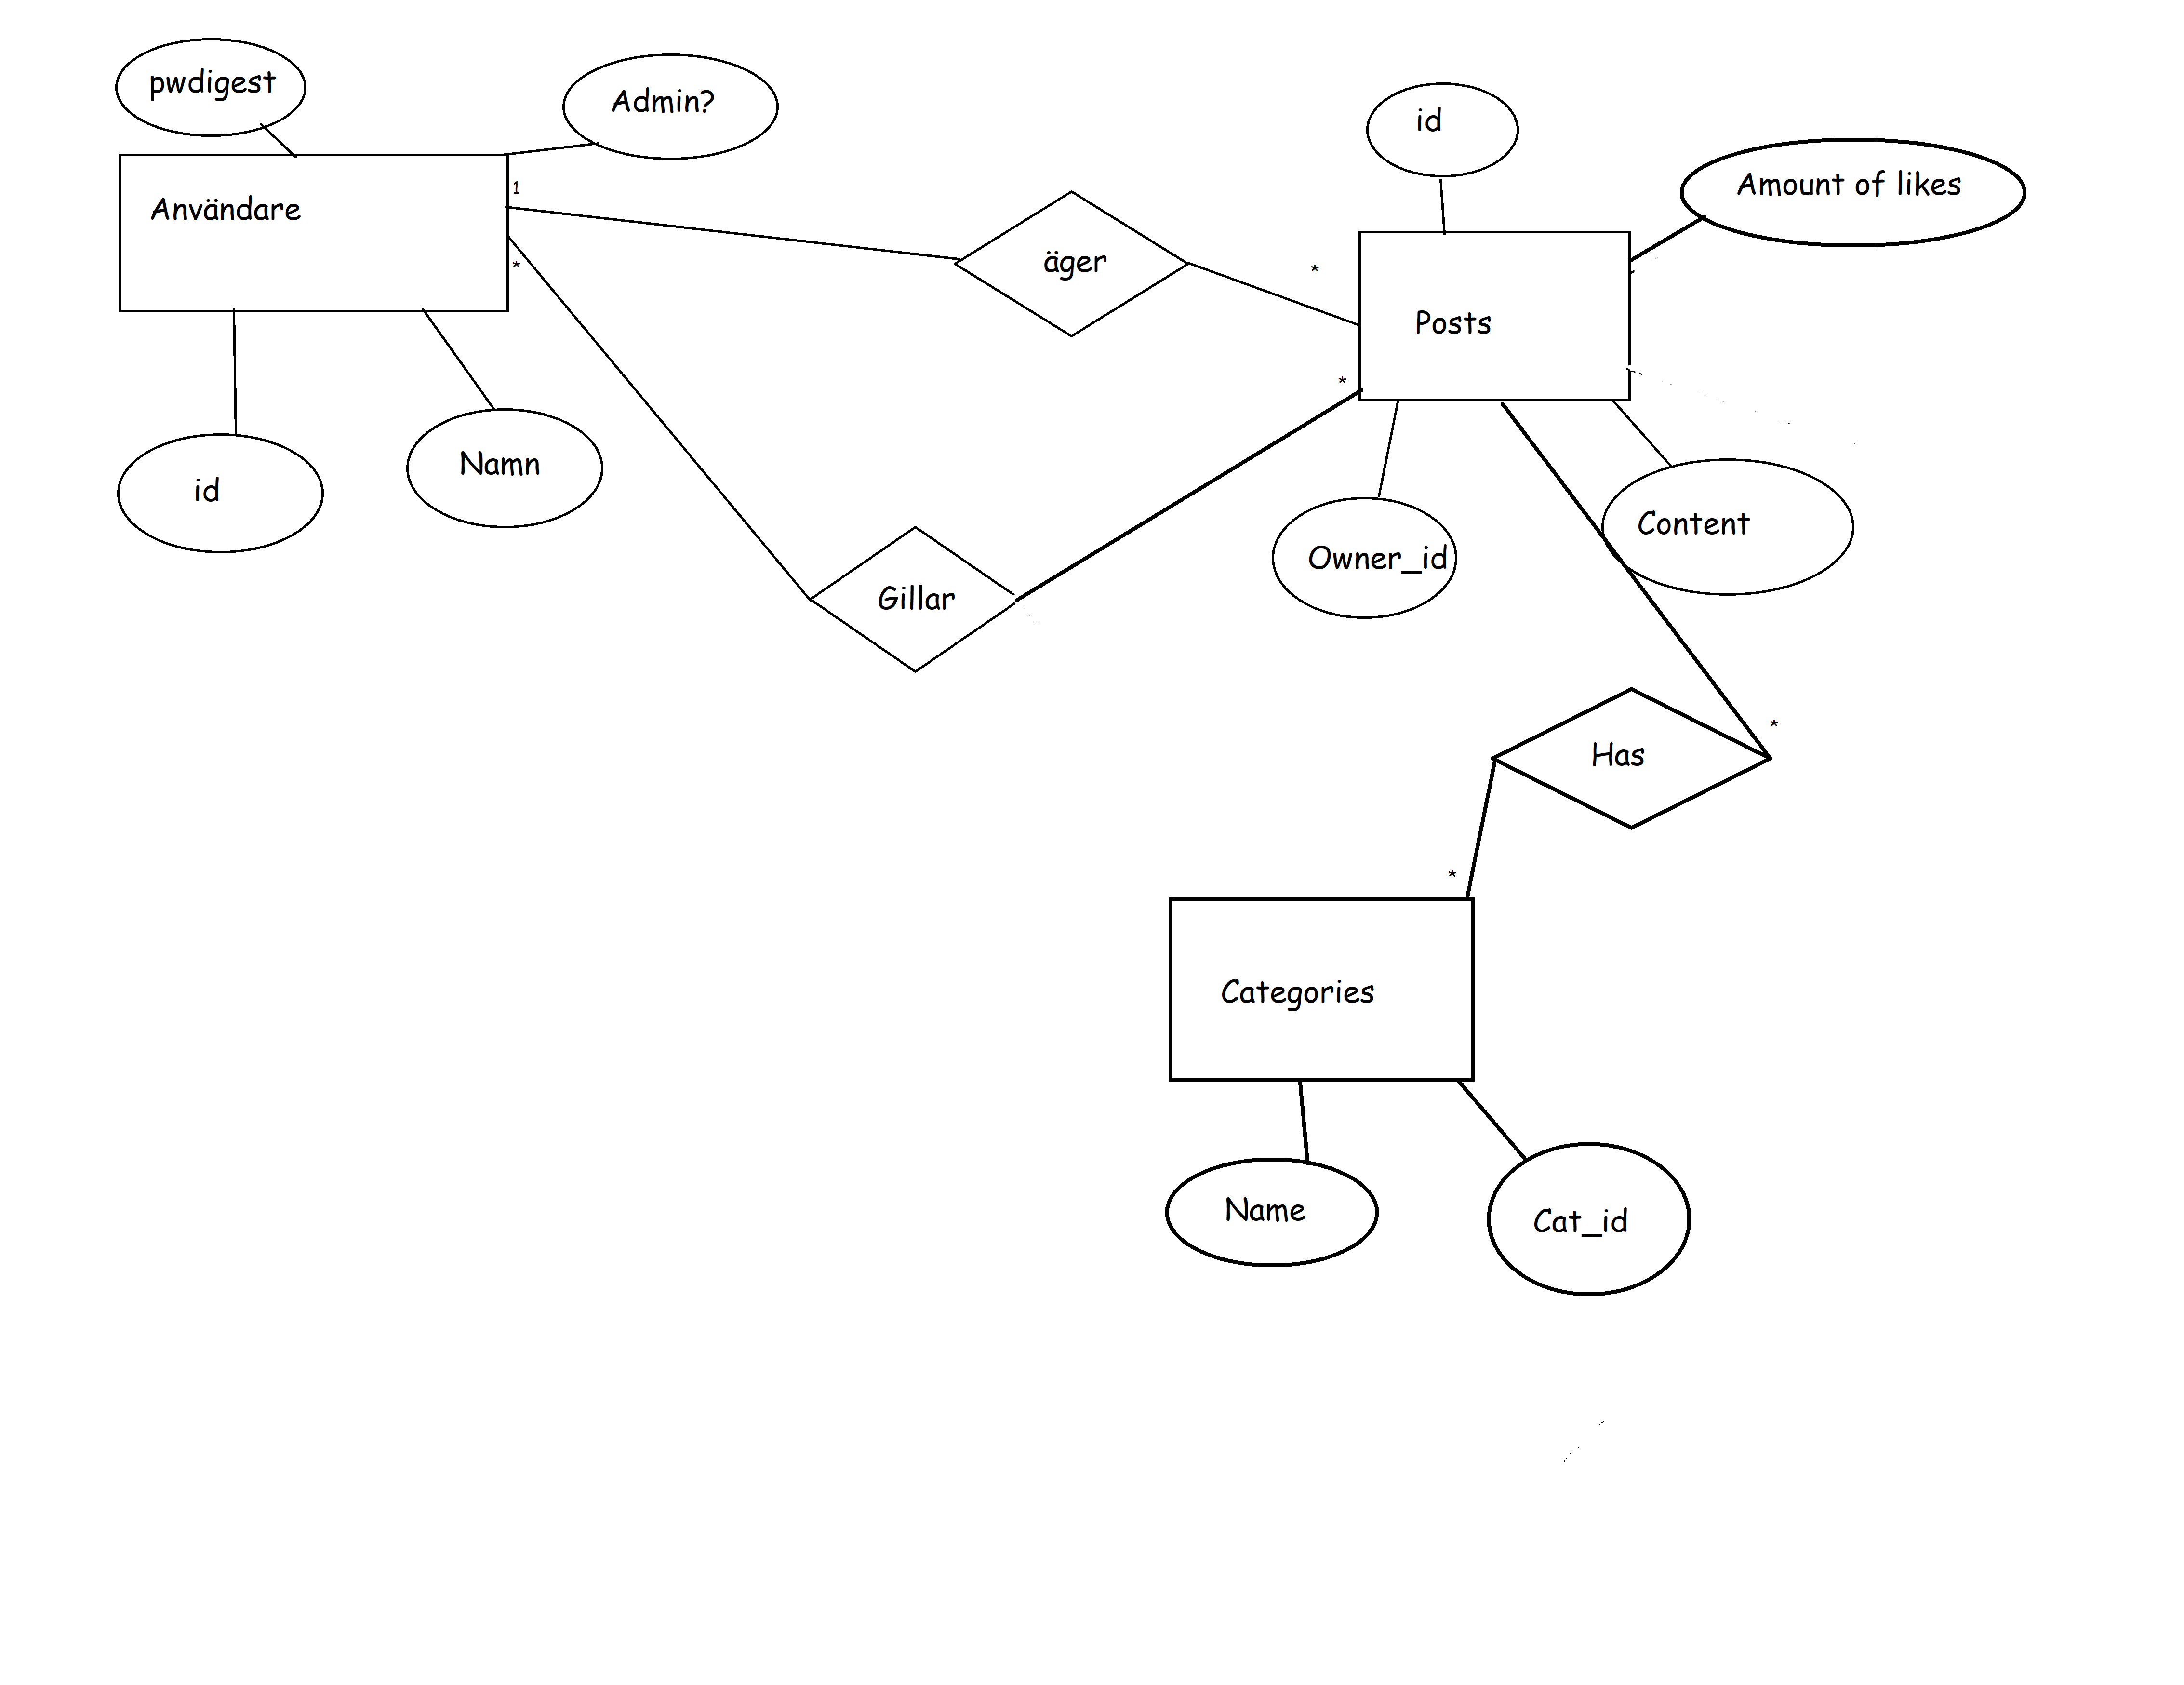 pwdigest
Admin?
id
Amount of likes
Användare
1
*
äger
*
Posts
*
Namn
id
Gillar
Owner_id
Content
Has
*
*
Categories
Name
Cat_id